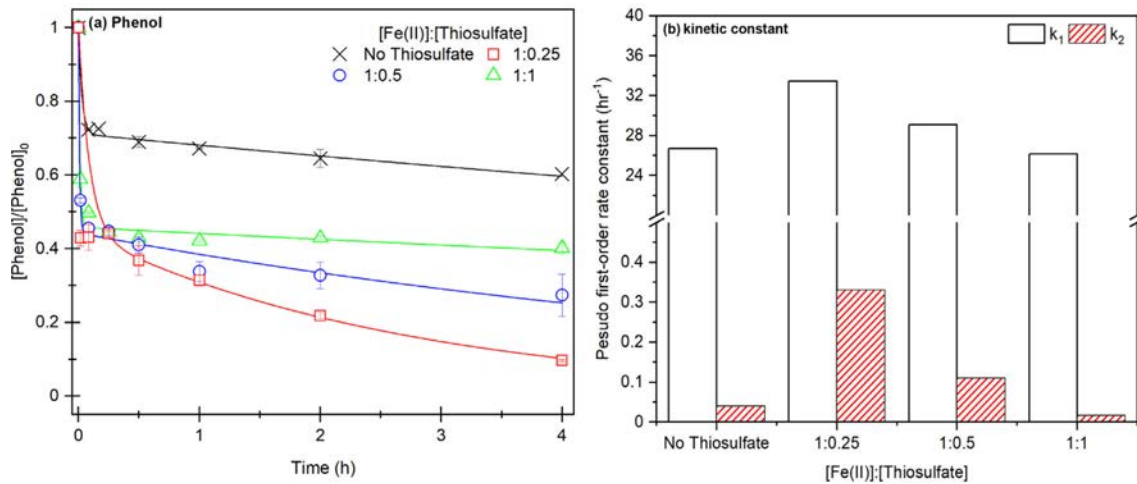 (a) Phenol
[Fe(II)]:[Thiosulfate]
No Thiosulfate 1:0.25
1:0.5 1:1
1
0.8
0.6
0.4
0.2
0
[Phenol]/[Phenol]0
0 1 2 3 4
Time (h)
(b) kinetic constant
k1 k2
40
36
32
28
24
0.4
0.3
0.2
0.1
0
Pesudo first-order rate constant (hr-1)
No Thiosulfate 1:0.25 1:0.5 1:1
[Fe(II)]:[Thiosulfate]